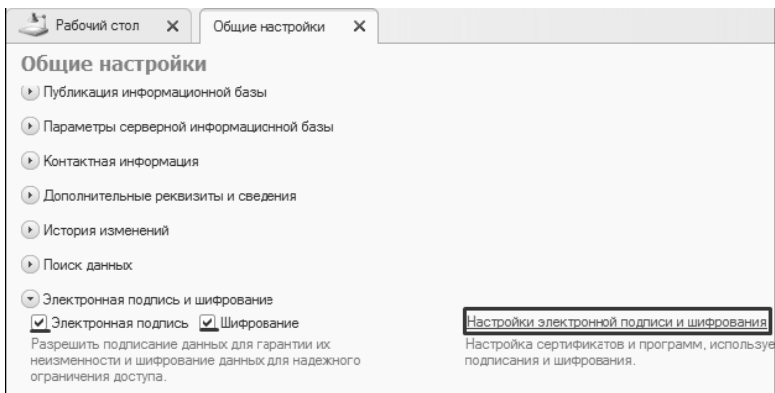 Рабочий стол
Общие настройки
Общие настройки
Публикация информационной базы
Параметры серверной информационной базы
Контактная информация
Дополнительные реквизиты и сведения
История изменений
Поиск данных
Электронная подпись и шифрование
Электронная подпись Шифрование Настройки электронной подписи и шифрования
Разрешить подписание данных для гарантии их
неизменности и шифрование данных для надежного
ограничения доступа.
Настройка сертификатов и программ, используе
подписания и шифрования.